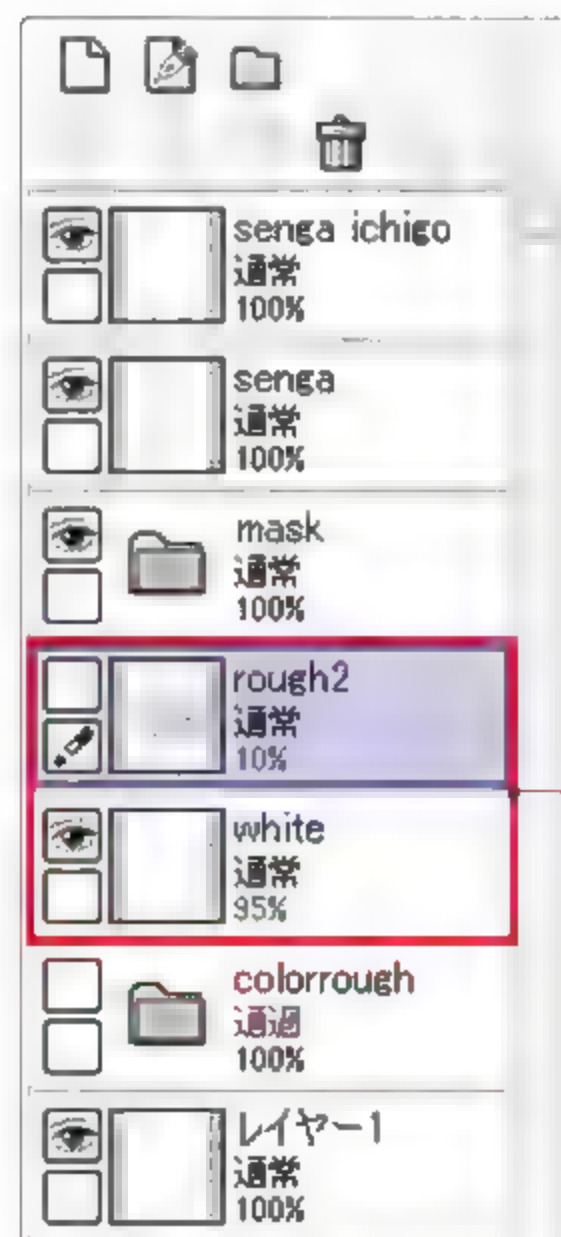 senga ichigo
通常
100%
senga
通常
100%
mask
通常
100%
rough2
通常
10%
white
通常
95%
colorrough
通過
100%
レイヤー1
通常
100%